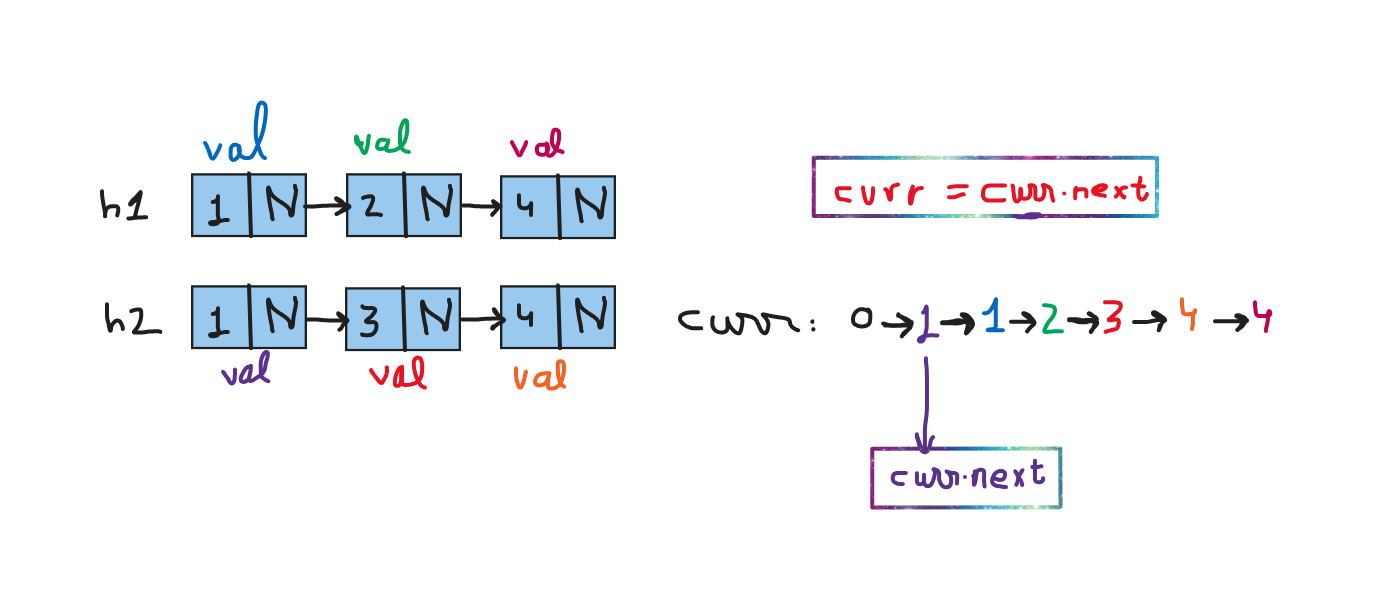 val val val
h1 1 N → 2 N → 4 N
curr = curr.next
h2 1 N → 3 N → 4 N
val val val
curr: 0 → 1 → 1 → 2 → 3 → 4 → 4
curr.next